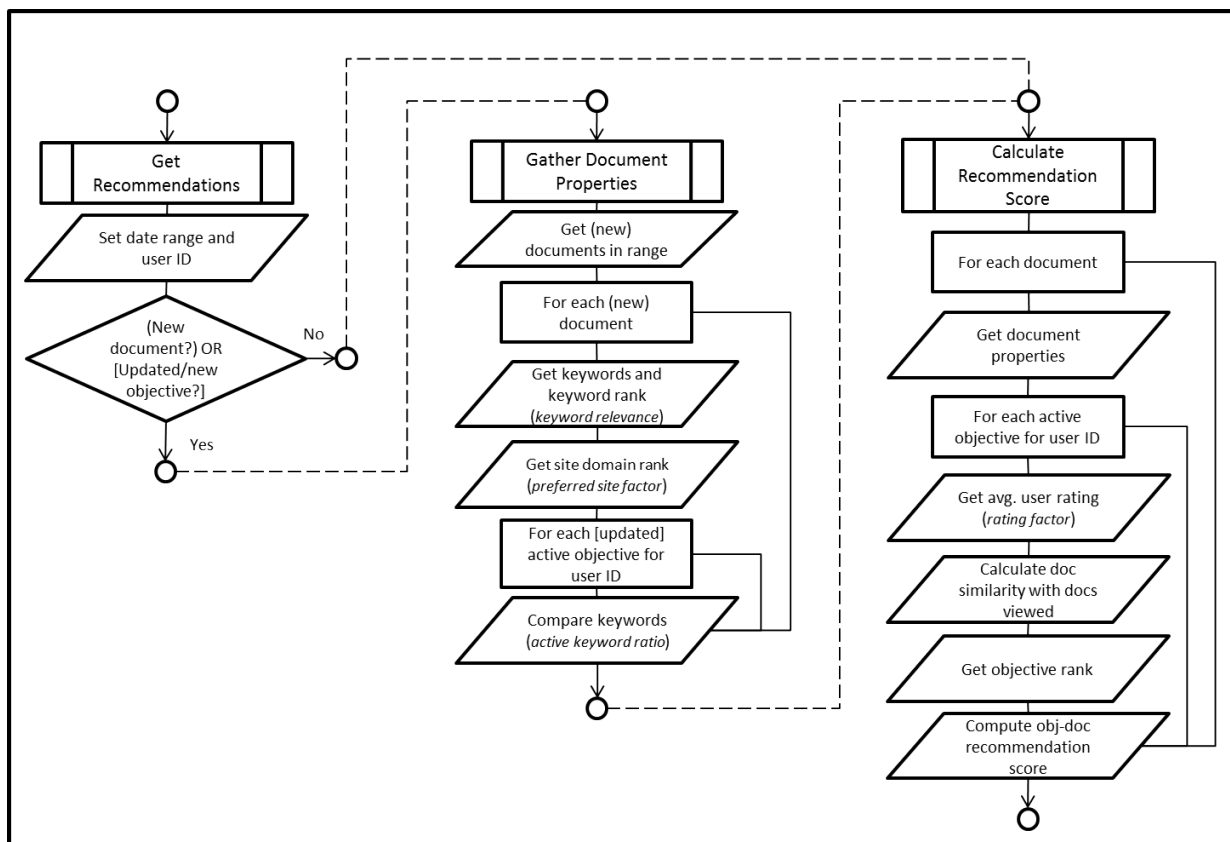 Get
Recommendations
Set date range and
user ID
(New
document?) OR
[Updated/new
objective?]
No
Yes
Gather Document
Properties
Get (new)
documents in range
For each (new)
document
Get keywords and
keyword rank
(keyword relevance)
Get site domain rank
(preferred site factor)
For each [updated]
active objective for
user ID
Compare keywords
(active keyword ratio)
Calculate
Recommendation
Score
For each document
Get document
properties
For each active
objective for user ID
Get avg. user rating
(rating factor)
Calculate doc
similarity with docs
viewed
Get objective rank
Compute obj-doc
recommendation
score